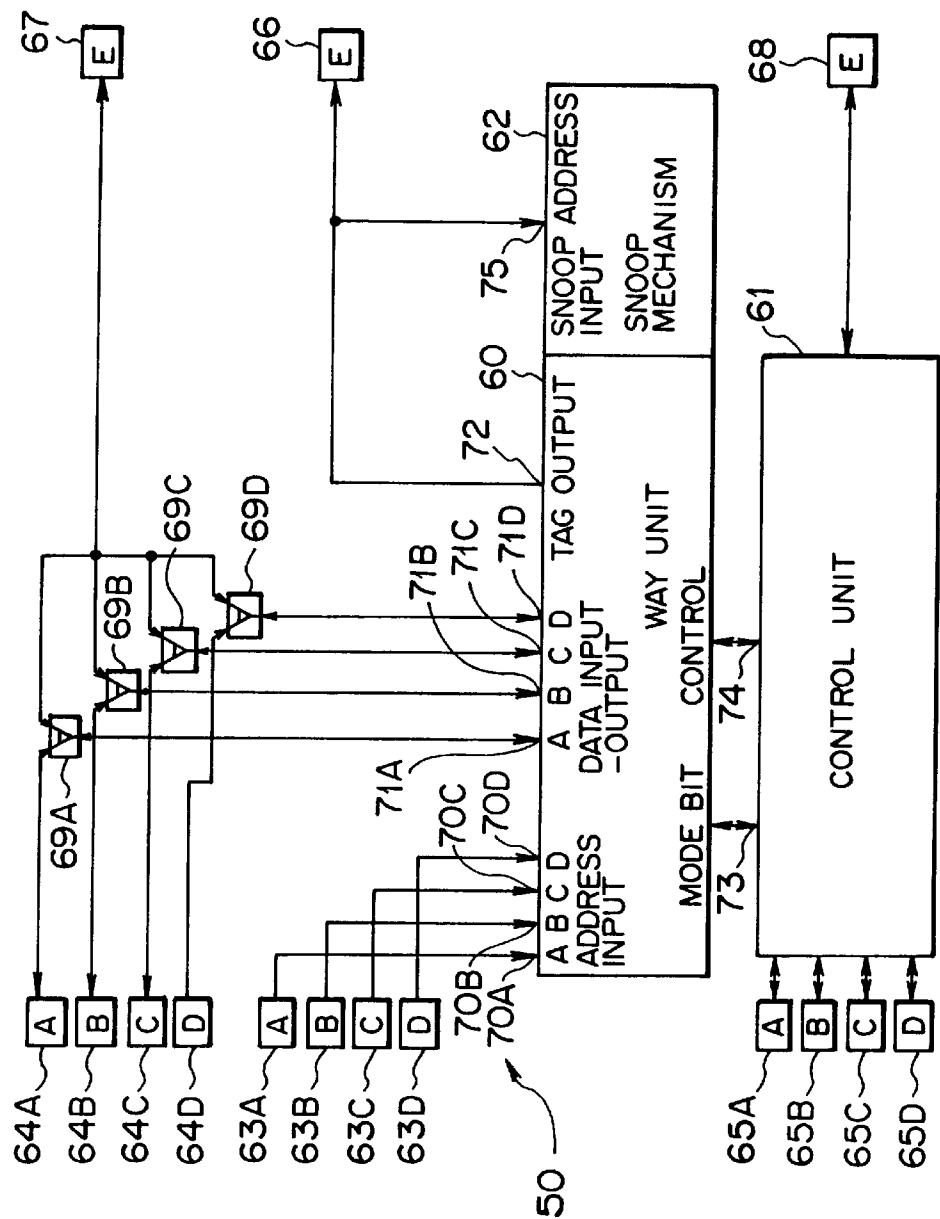 67
E
66
E
68
E
64A
A
64B
B
64C
C
64D
D
69A
69B
69C
69D
63A
A
63B
B
63C
C
63D
D
70B
70A
70C
70D
71A
71B
71C
71D
72
60
75
62
A B C D
ADDRESS
INPUT
A B C D
DATA INPUT
-OUTPUT
TAG OUTPUT
SNOOP ADDRESS
INPUT
WAY UNIT
SNOOP
MECHANISM
MODE BIT
CONTROL
73
74
61
50
CONTROL UNIT
65A
A
65B
B
65C
C
65D
D